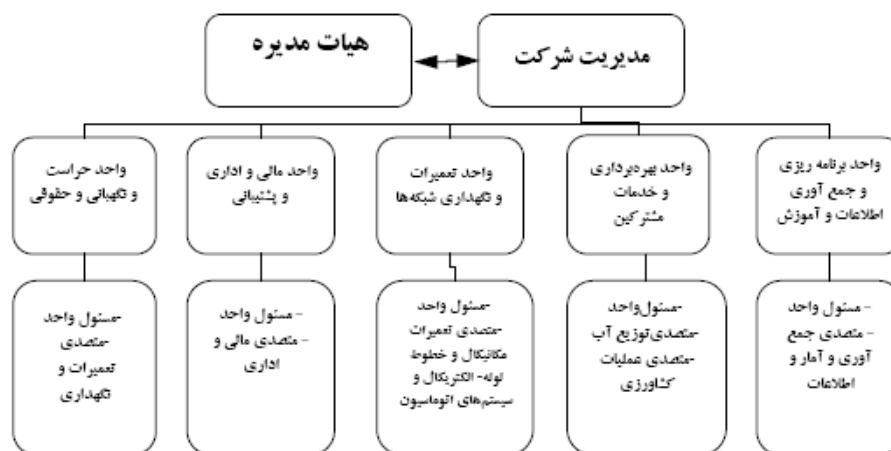 مدیریت شرکت
هیات مدیره
واحد برنامه ریزی
و جمع آوری
اطلاعات و آموزش
واحد بهره‌برداری
و خدمات
مشترکین
واحد تعمیرات
و نگهداری شبکه‌ها
واحد مالی و اداری
و پشتیبانی
واحد حراست
و نگهبانی و حقوقی
- مسئول واحد
- متصدی جمع
آوری و آمار و
اطلاعات
-مسئول‌واحد
-متصدی‌توزیع آب
-متصدی عملیات
کشاورزی
-مسئول واحد
-متصدی تعمیرات
مکانیکال و خطوط
لوله- الکتریکال و
سیستم‌های اتوماسیون
- مسئول واحد
- متصدی مالی و
اداری
-مسئول واحد
-متصدی
تعمیرات و
نگهداری